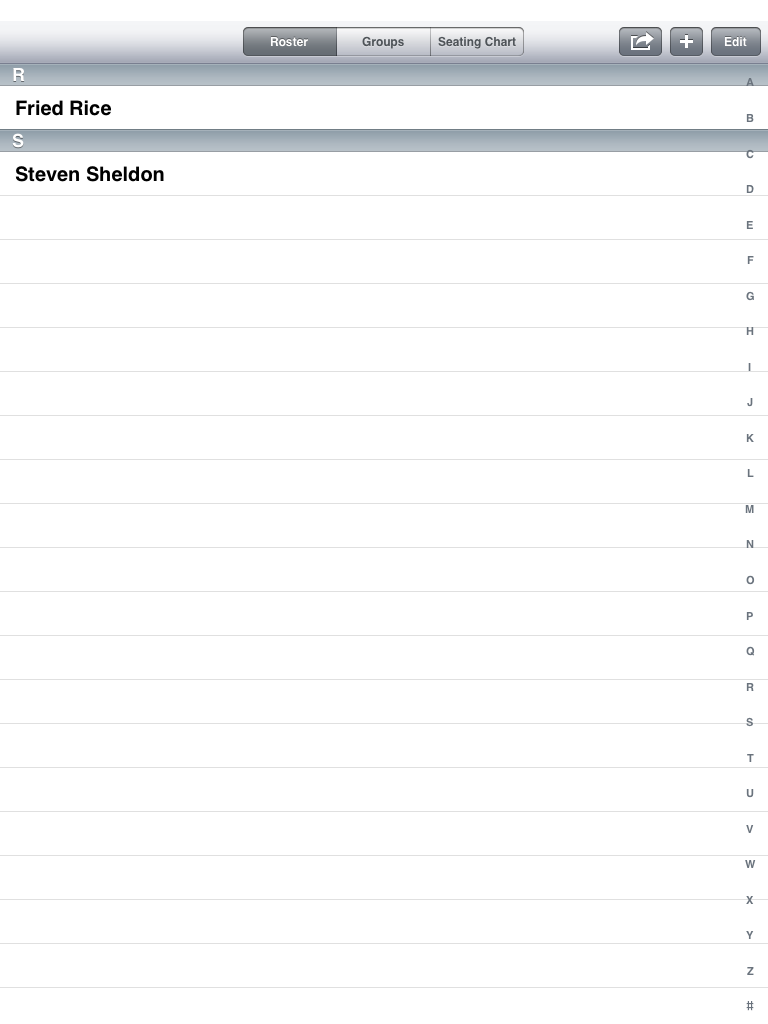 Roster Groups Seating Chart Edit
R
Fried Rice
S
Steven Sheldon
A
B
C
D
E
F
G
H
I
J
K
L
M
N
O
P
Q
R
S
T
U
V
W
X
Y
Z
#